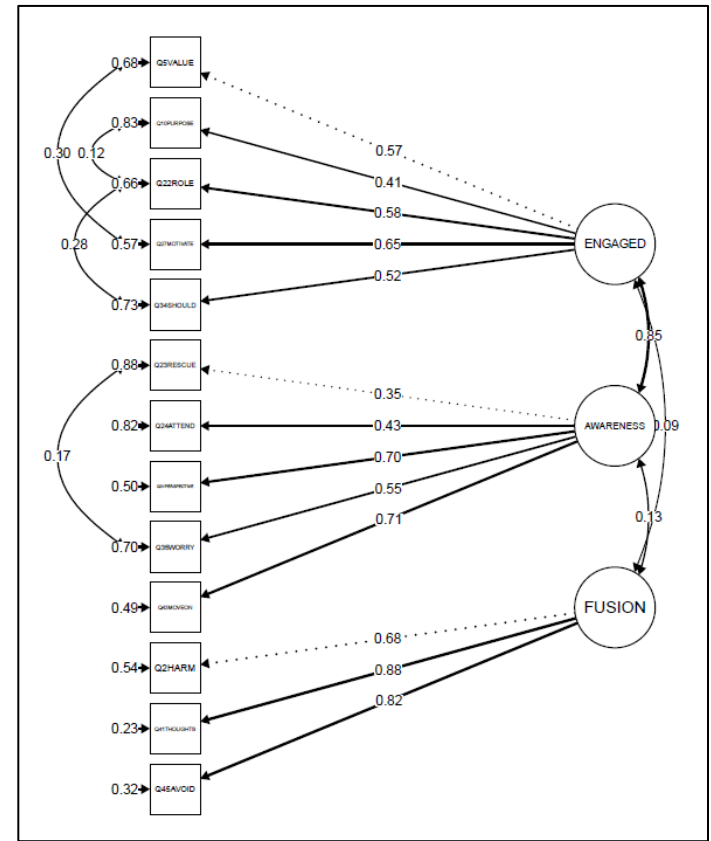 0.68
Q5VALUE
0.83
Q10PURPOSE
0.57
0.30
0.12
0.41
0.66
Q22ROLE
0.58
0.28
0.57
Q27MOTIVATE
0.65
ENGAGED
0.52
0.73
Q34SHOULD
0.85
0.88
Q23RESCUE
0.35
0.82
Q24ATTEND
0.43
AWARENESS
0.09
0.17
0.70
0.50
0.55
0.13
0.70
Q38WORRY
0.71
0.49
Q43MOVEON
FUSION
0.68
0.54
Q2HARM
0.88
0.23
Q41THOUGHTS
0.82
0.32
Q45AVOID